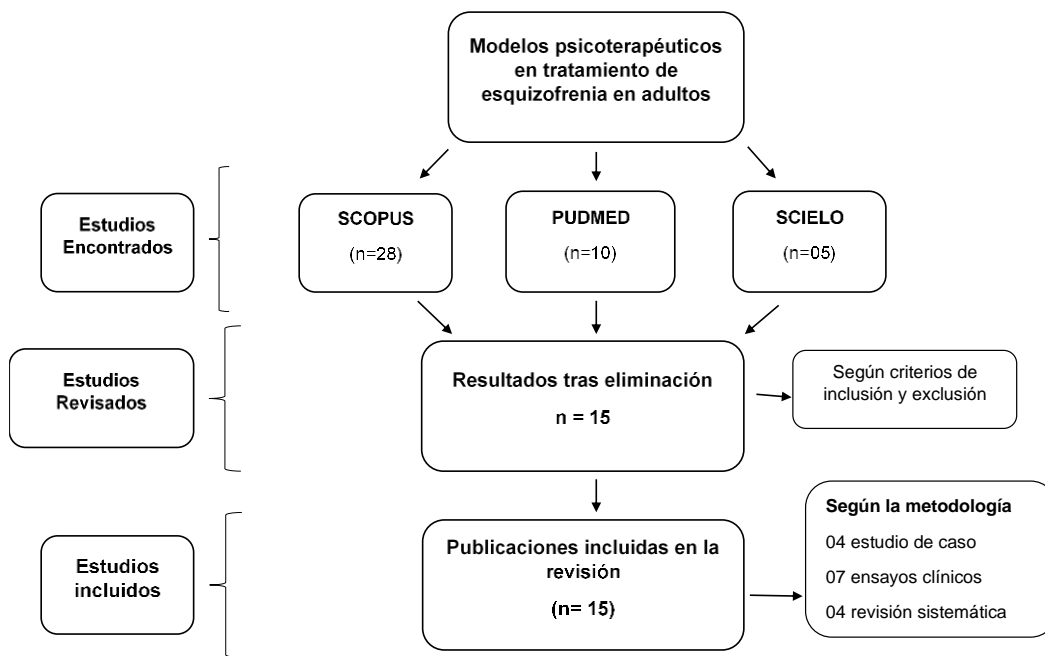 Modelos psicoterapéuticos
en tratamiento de
esquizofrenia en adultos
Estudios
Encontrados
SCOPUS
(n=28)
PUDMED
(n=10)
SCIELO
(n=05)
Estudios
Revisados
Resultados tras eliminación
n = 15
Según criterios de
inclusión y exclusión
Estudios
incluidos
Publicaciones incluidas en la
revisión
(n= 15)
Según la metodología
04 estudio de caso
07 ensayos clínicos
04 revisión sistemática